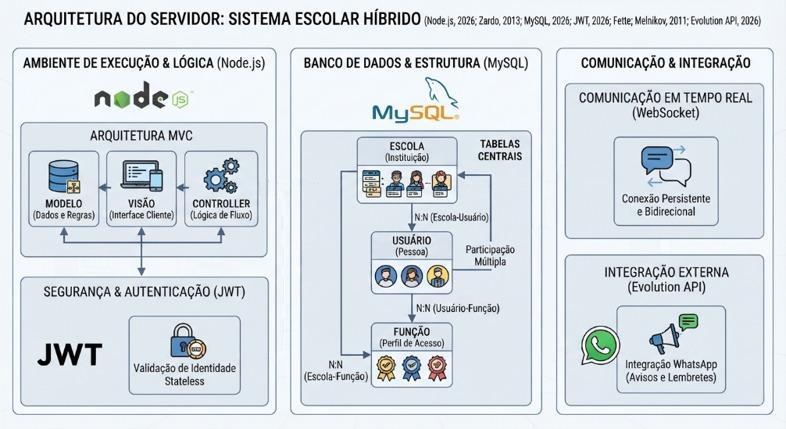 ARQUITETURA DO SERVIDOR: SISTEMA ESCOLAR HÍBRIDO (Node.js, 2026; Zardo, 2013; MySQL, 2026; JWT, 2026; Fette; Melnikov, 2011; Evolution API, 2026)
AMBIENTE DE EXECUÇÃO & LÓGICA (Node.js)
node JS
ARQUITETURA MVC
MODELO
(Dados e Regras)
VISÃO
(Interface Cliente)
CONTROLLER
(Lógica de Fluxo)
SEGURANÇA & AUTENTICAÇÃO (JWT)
JWT
Validação de Identidade
Stateless
BANCO DE DADOS & ESTRUTURA (MySQL)
MySQL®
ESCOLA
(Instituição)
TABELAS
CENTRAIS
N:N (Escola-Usuário)
USUÁRIO
(Pessoa)
Participação
Múltipla
N:N (Usuário-Função)
FUNÇÃO
(Perfil de Acesso)
N:N
(Escola-Função)
COMUNICAÇÃO & INTEGRAÇÃO
COMUNICAÇÃO EM TEMPO REAL
(WebSocket)
Conexão Persistente
e Bidirecional
INTEGRAÇÃO EXTERNA
(Evolution API)
Integração WhatsApp
(Avisos e Lembretes)